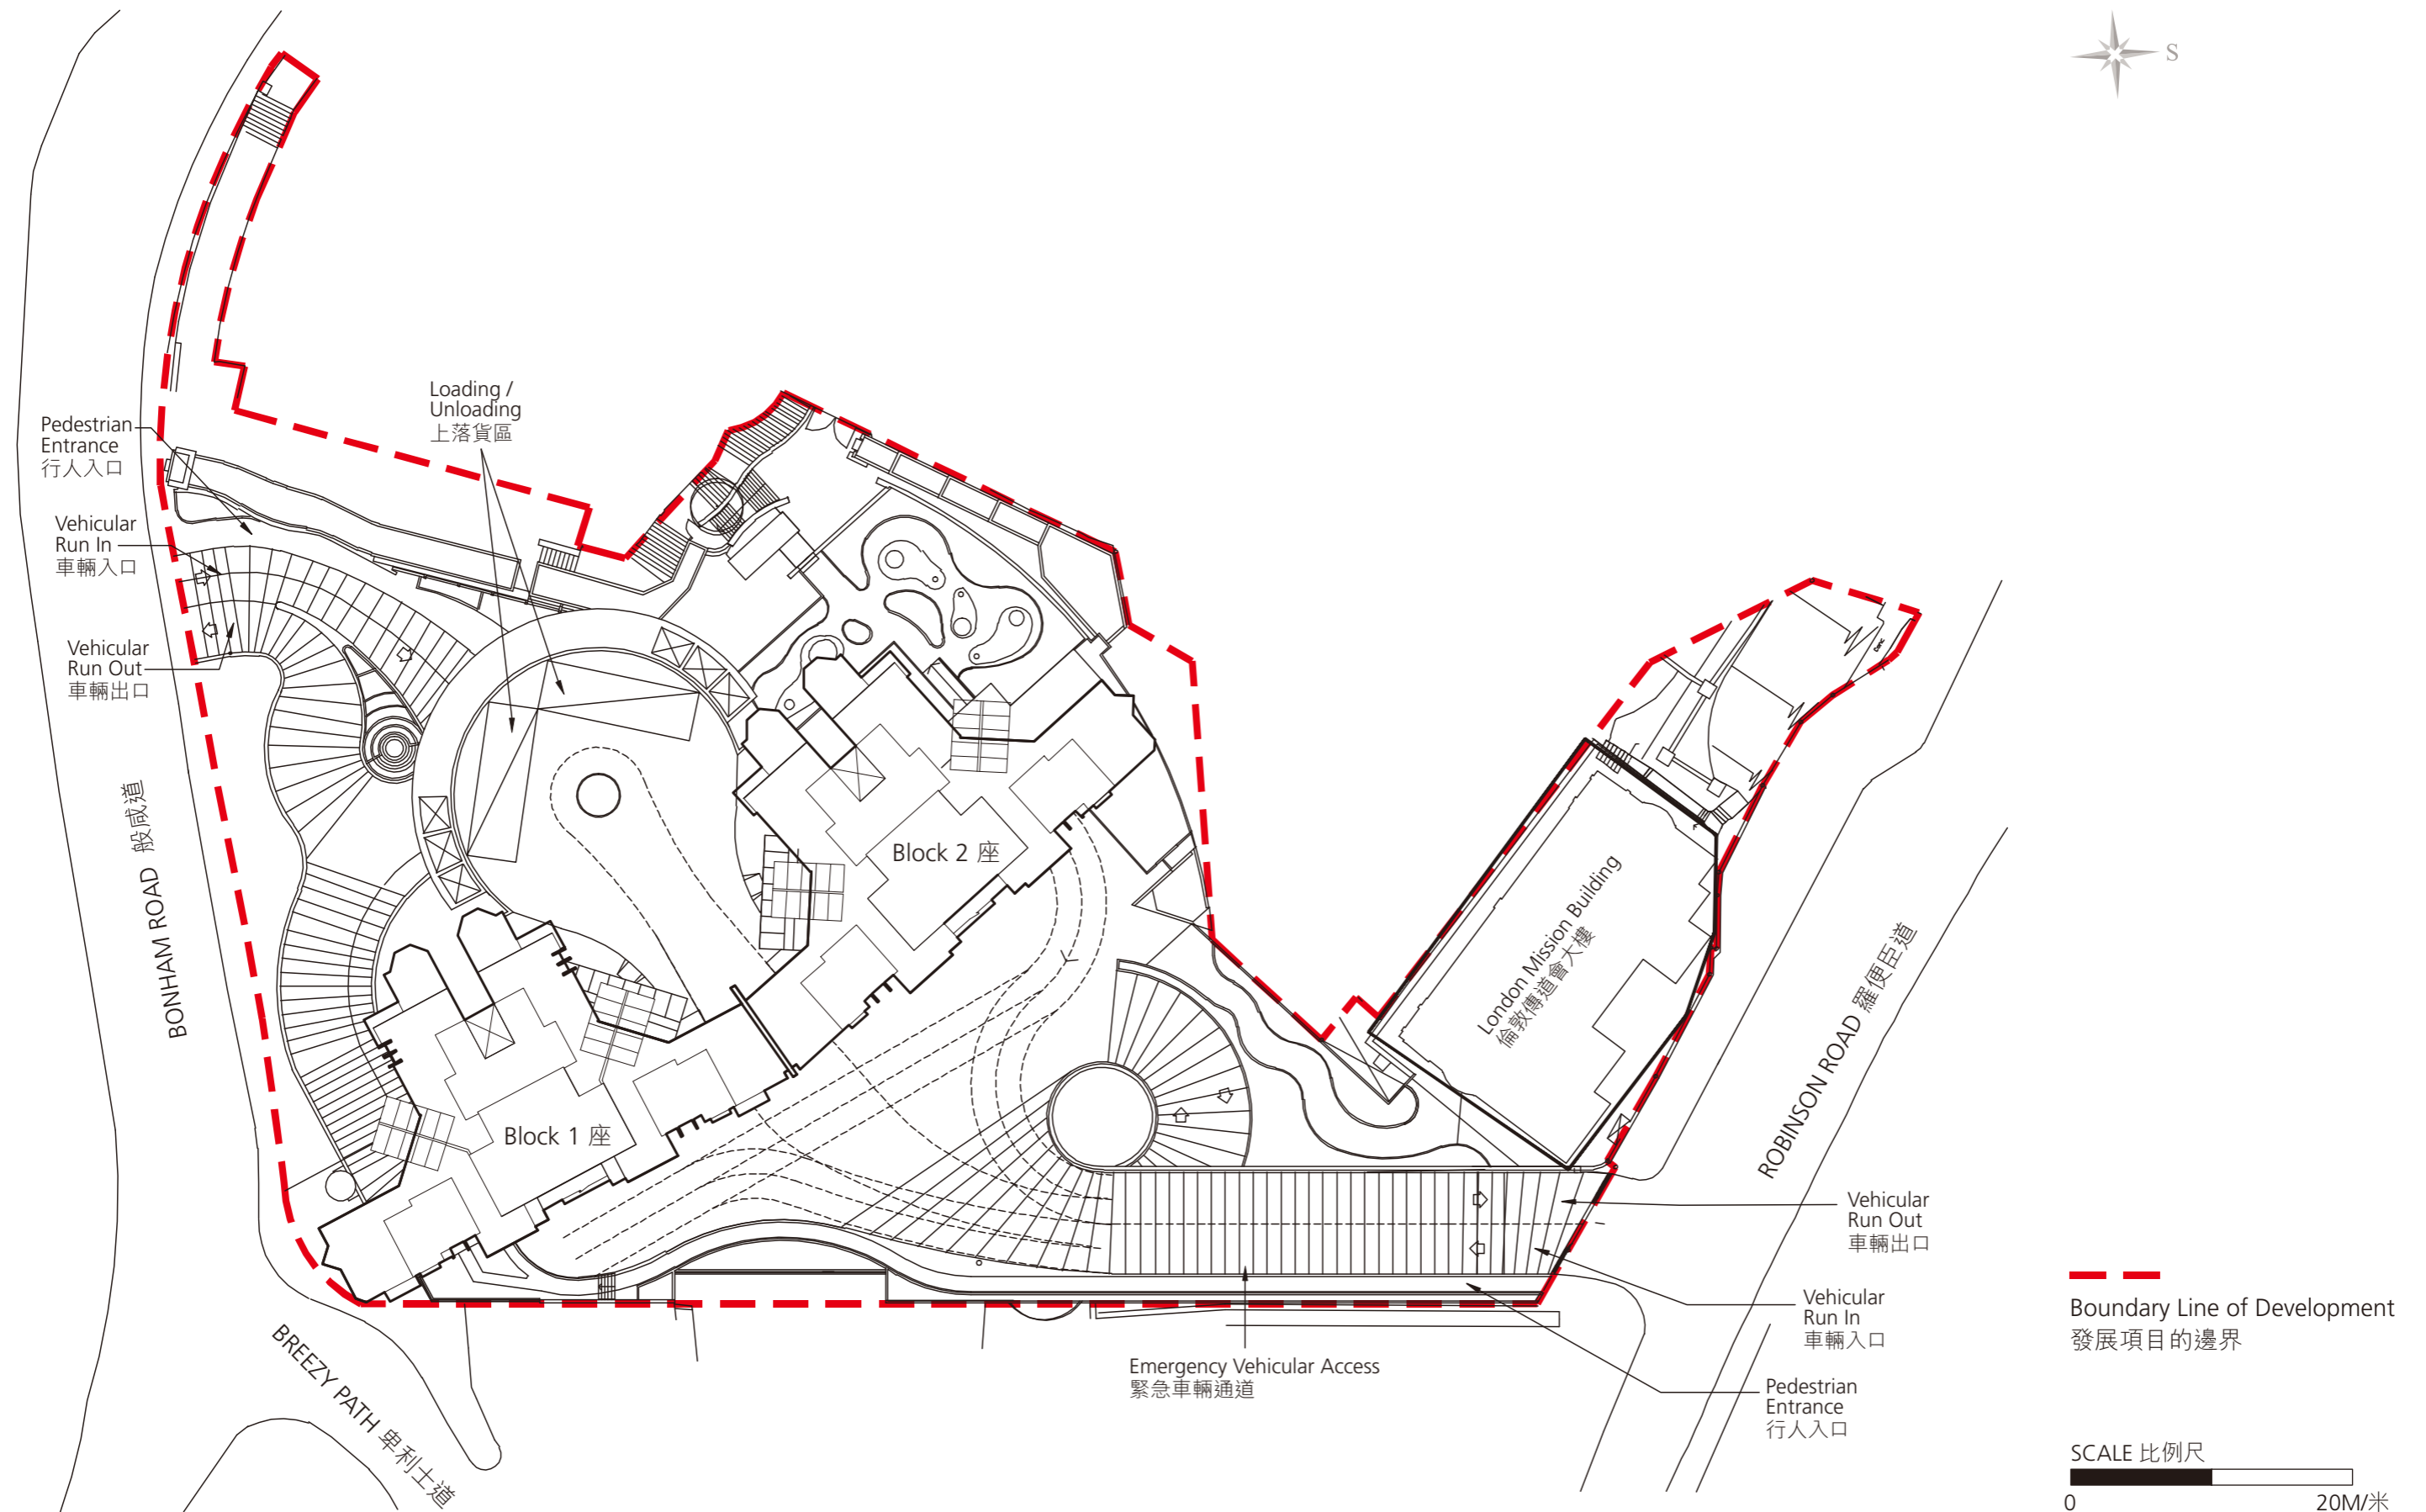 S
Loading /
Unloading
上落貨區
Pedestrian
Entrance
行人入口
Vehicular
Run In
車輛入口
Vehicular
Run Out
車輛出口
BONHAM ROAD 般咸道
Block 2 座
Block 1 座
London Mission Building
倫敦傳道會大樓
ROBINSON ROAD 羅便臣道
Vehicular
Run Out
車輛出口
Vehicular
Run In
車輛入口
Pedestrian
Entrance
行人入口
Emergency Vehicular Access
緊急車輛通道
BREEZY PATH 卑利士道
Boundary Line of Development
發展項目的邊界
SCALE 比例尺
0 20M/米